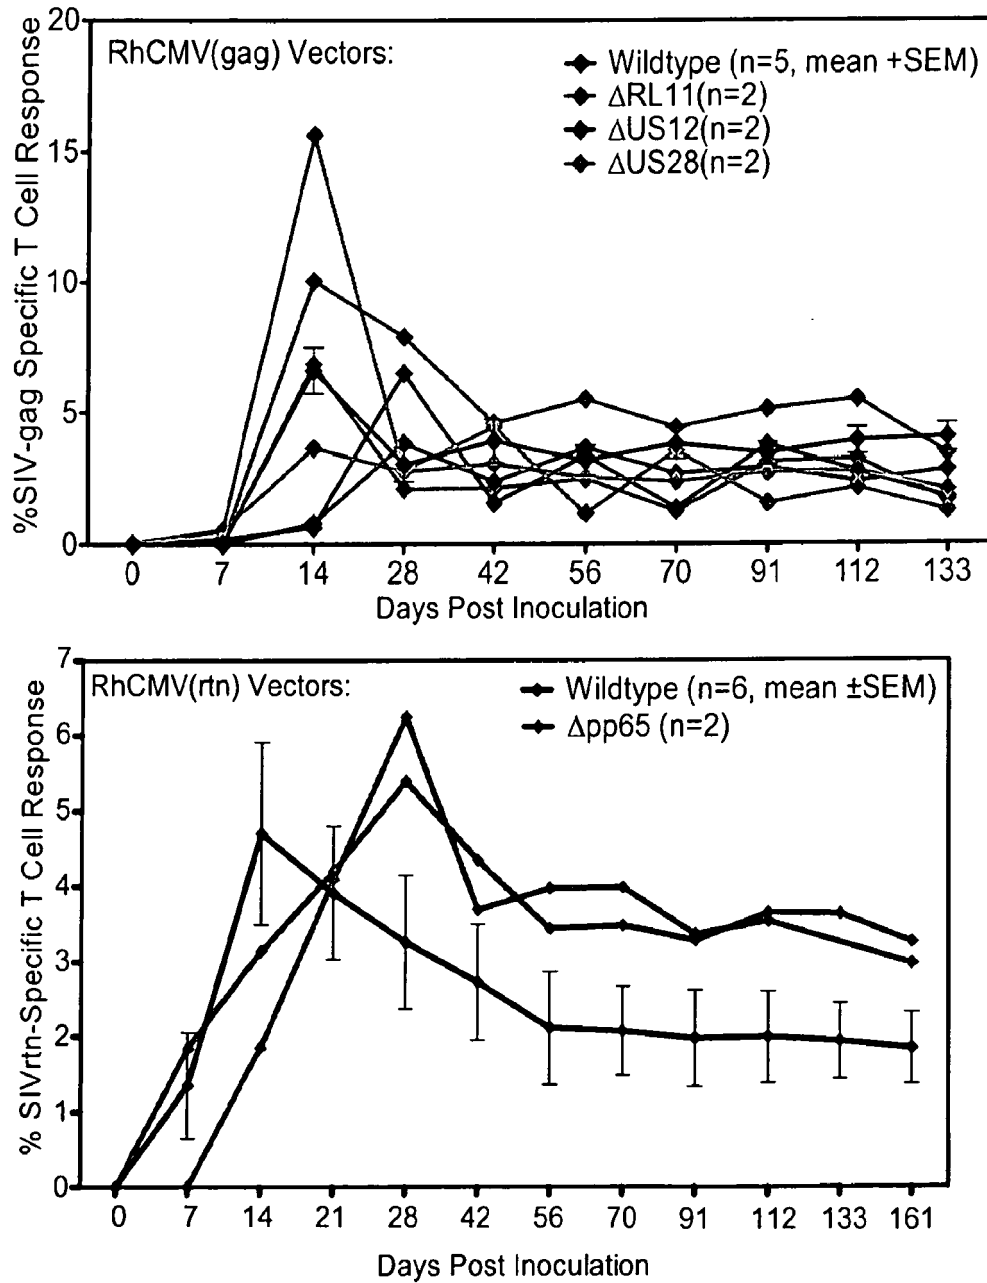 20
15
10
5
0
%SIV-gag Specific T Cell Response
RhCMV(gag) Vectors:
Wildtype (n=5, mean +SEM)
ΔRL11(n=2)
ΔUS12(n=2)
ΔUS28(n=2)
0 7 14 28 42 56 70 91 112 133
Days Post Inoculation
7
6
5
4
3
2
1
0
% SIVrtn-Specific T Cell Response
RhCMV(rtn) Vectors:
Wildtype (n=6, mean ±SEM)
Δpp65 (n=2)
0 7 14 21 28 42 56 70 91 112 133 161
Days Post Inoculation